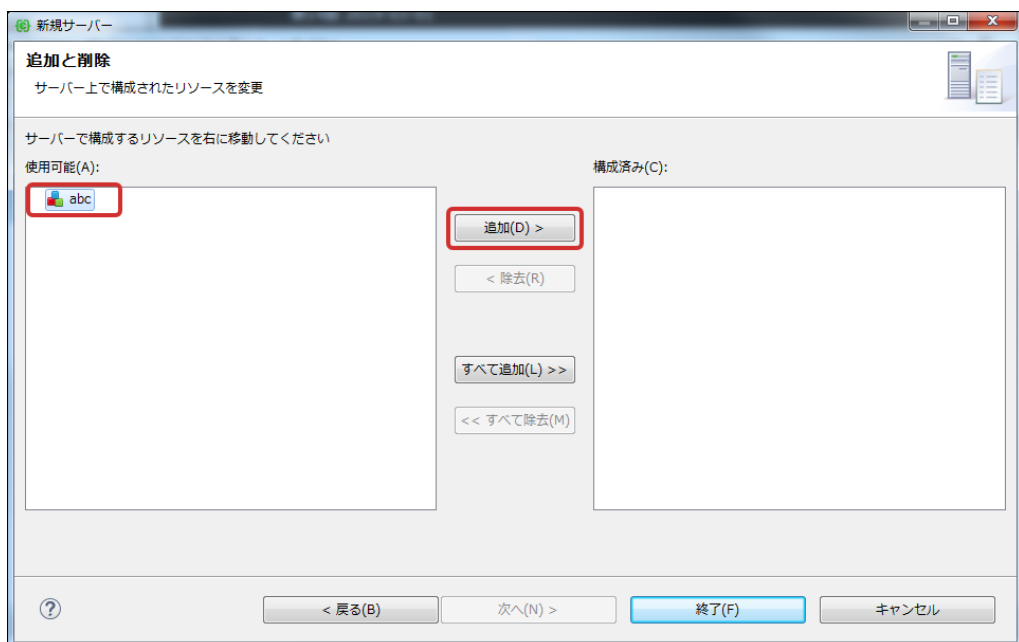 新規サーバー
追加と削除
サーバー上で構成されたリソースを変更
サーバーで構成するリソースを右に移動してください
使用可能(A):
構成済み(C):
abc
追加(D) >
< 除去(R)
すべて追加(L) >>
<< すべて除去(M)
< 戻る(B)
次へ(N) >
終了(F)
キャンセル